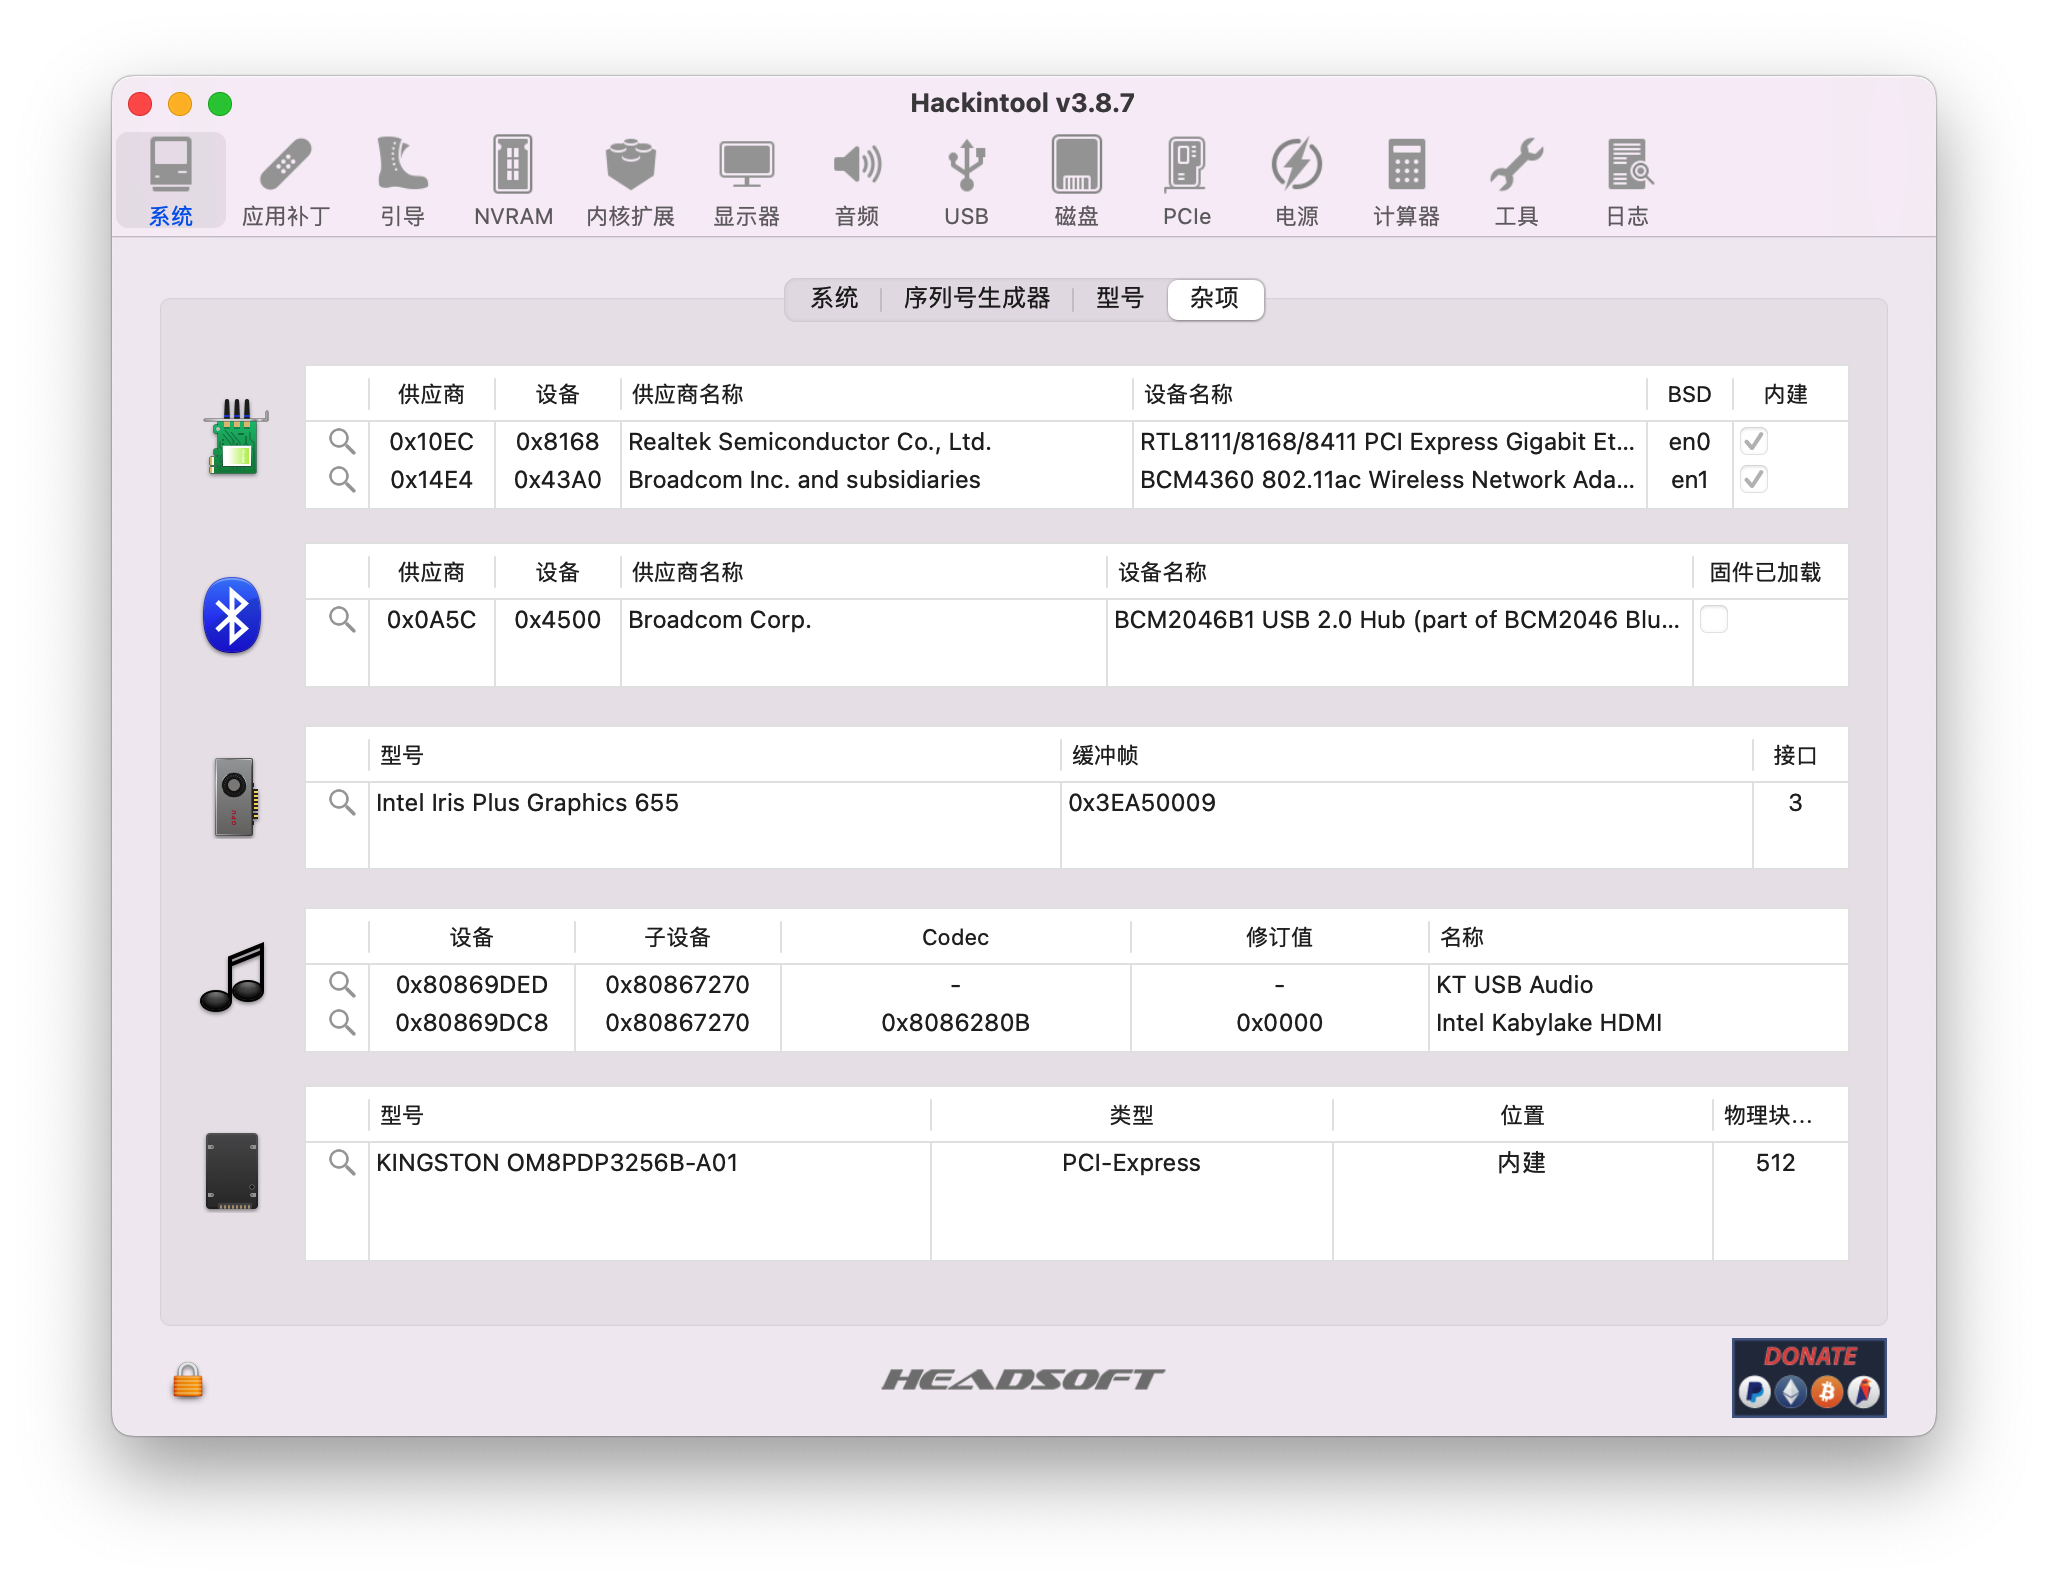 Hackintool v3.8.7
系统 应用补丁 引导 NVRAM 内核扩展 显示器 音频 USB 磁盘 PCIe 电源 计算器 工具 日志
系统 序列号生成器 型号 杂项
供应商 设备 供应商名称 设备名称 BSD 内建
0x10EC 0x8168 Realtek Semiconductor Co., Ltd. RTL8111/8168/8411 PCI Express Gigabit Et... en0
0x14E4 0x43A0 Broadcom Inc. and subsidiaries BCM4360 802.11ac Wireless Network Ada... en1
供应商 设备 供应商名称 设备名称 固件已加载
0x0A5C 0x4500 Broadcom Corp. BCM2046B1 USB 2.0 Hub (part of BCM2046 Blu...
型号 缓冲帧 接口
Intel Iris Plus Graphics 655 0x3EA50009 3
设备 子设备 Codec 修订值 名称
0x80869DED 0x80867270 - - KT USB Audio
0x80869DC8 0x80867270 0x8086280B 0x0000 Intel Kabylake HDMI
型号 类型 位置 物理块...
KINGSTON OM8PDP3256B-A01 PCI-Express 内建 512
HEADSOFT
DONATE